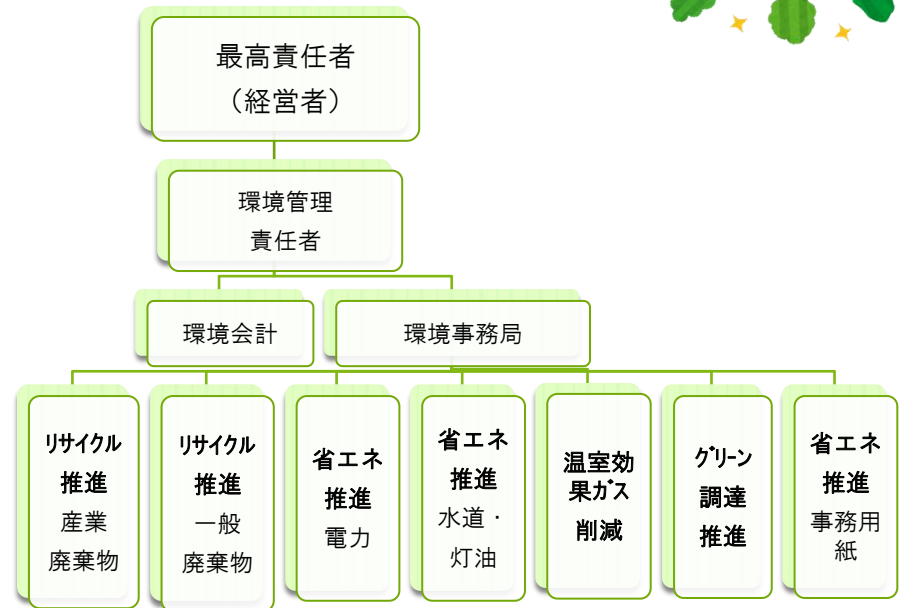 最高責任者
（経営者）
環境管理
責任者
環境会計
環境事務局
リサイクル
推進
産業
廃棄物
リサイクル
推進
一般
廃棄物
省エネ
推進
電力
省エネ
推進
水道・
灯油
温室効
果ガス
削減
グリーン
調達
推進
省エネ
推進
事務用
紙